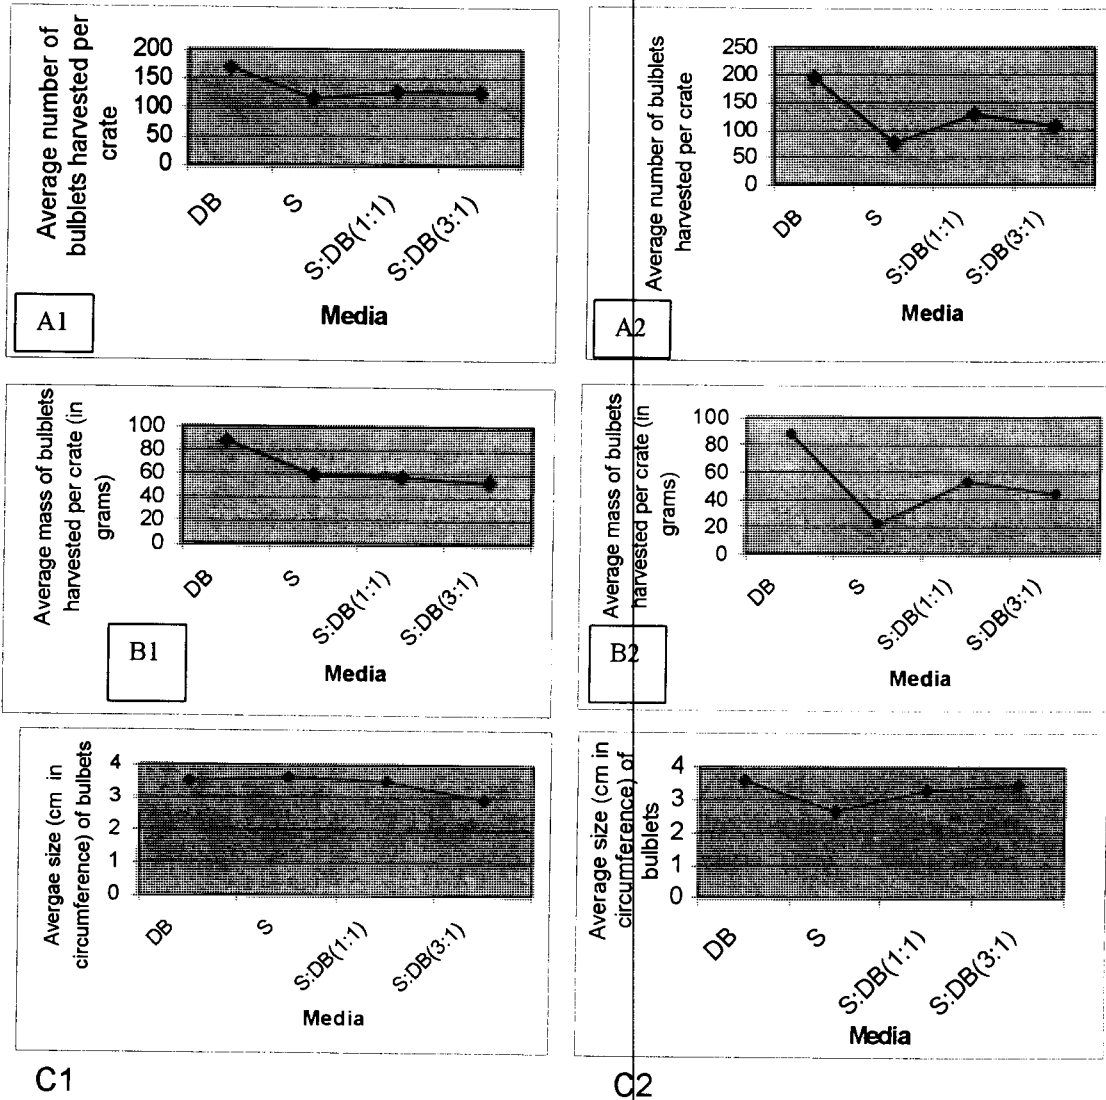 Average number of
bulblets harvested per
crate
200
150
100
50
0
DB
S
S:DB(1:1)
S:DB(3:1)
Media
A1
Average number of bulblets
harvested per crate
250
200
150
100
50
0
DB
S
S:DB(1:1)
S:DB(3:1)
Media
A2
Average mass of bulblets
harvested per crate (in
grams)
100
80
60
40
20
0
DB
S
S:DB(1:1)
S:DB(3:1)
Media
B1
Average mass of bulblets
harvested per crate (in
grams)
100
80
60
40
20
0
DB
S
S:DB(1:1)
S:DB(3:1)
Media
B2
Avergae size (cm in
circumference) of bulbets
4
3
2
1
0
DB
S
S:DB(1:1)
S:DB(3:1)
Media
C1
Average size (cm in
circumference) of
bulblets
4
3
2
1
0
DB
S
S:DB(1:1)
S:DB(3:1)
Media
C2